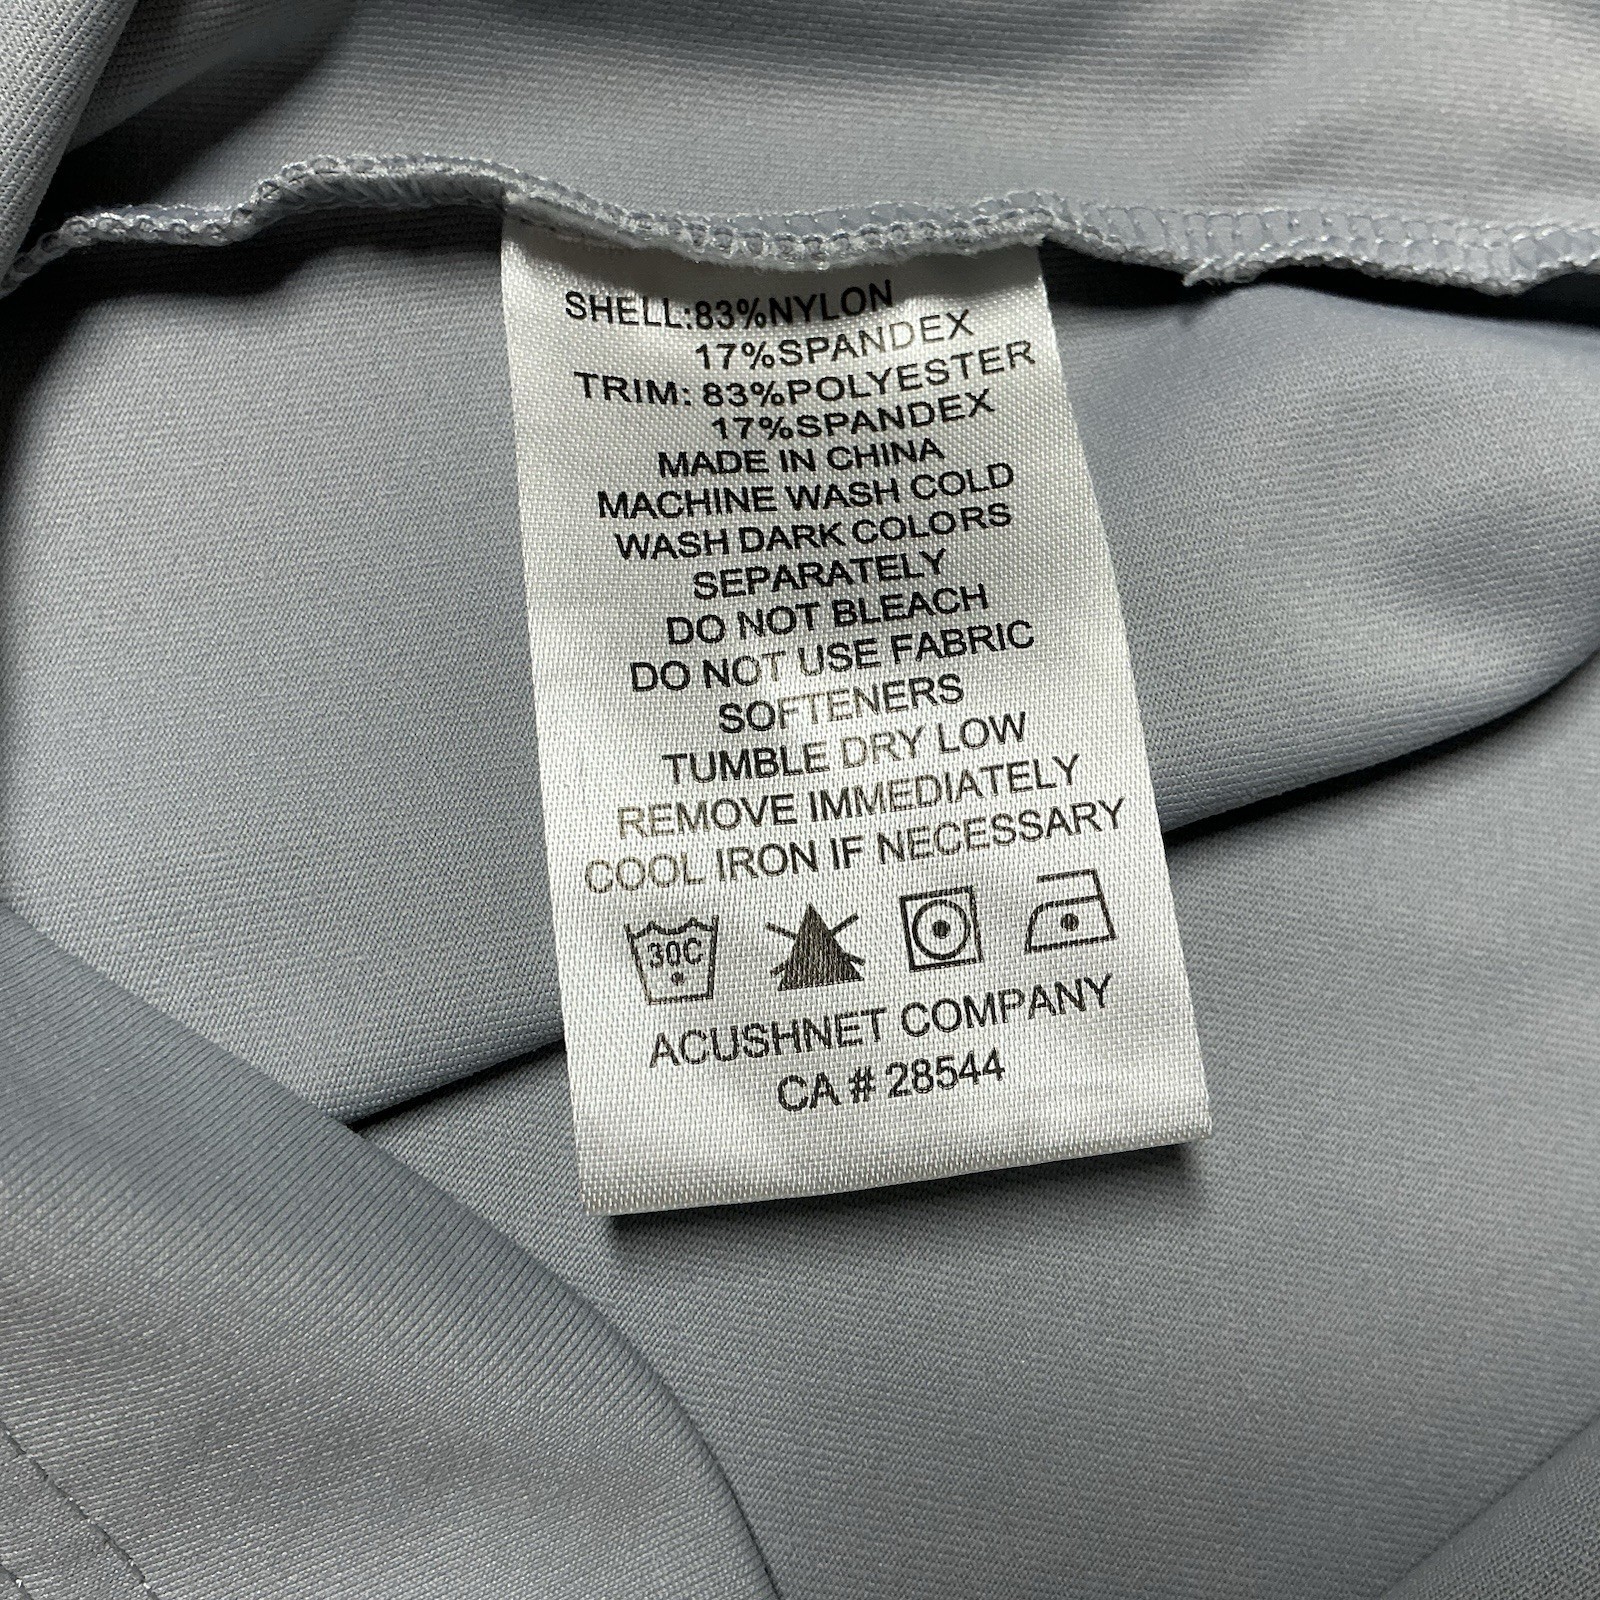 SHELL:83%NYLON
17%SPANDEX
TRIM: 83%POLYESTER
17%SPANDEX
MADE IN CHINA
MACHINE WASH COLD
WASH DARK COLORS
SEPARATELY
DO NOT BLEACH
DO NOT USE FABRIC
SOFTENERS
TUMBLE DRY LOW
REMOVE IMMEDIATELY
COOL IRON IF NECESSARY
30C
ACUSHNET COMPANY
CA # 28544